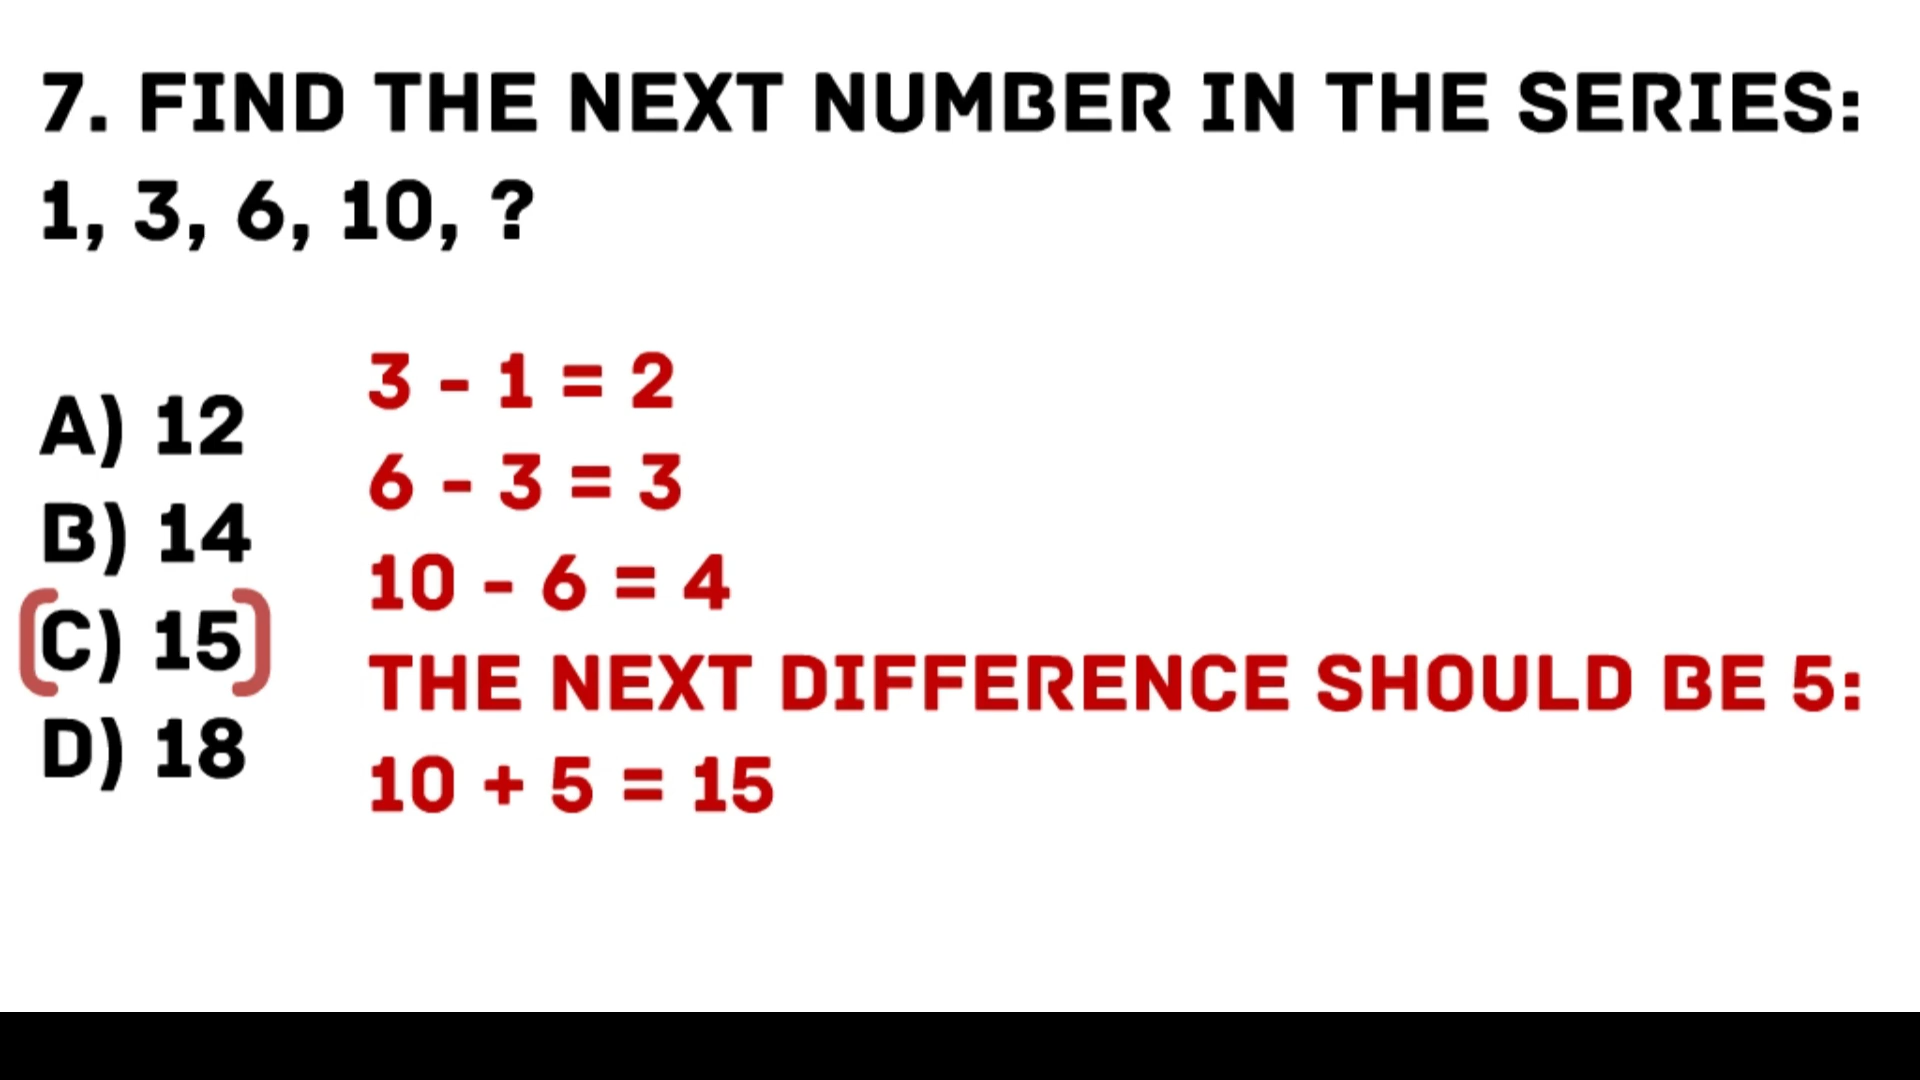 7. FIND THE NEXT NUMBER IN THE SERIES:
1, 3, 6, 10, ?
A) 12
B) 14
C) 15
D) 18
3 - 1 = 2
6 - 3 = 3
10 - 6 = 4
THE NEXT DIFFERENCE SHOULD BE 5:
10 + 5 = 15